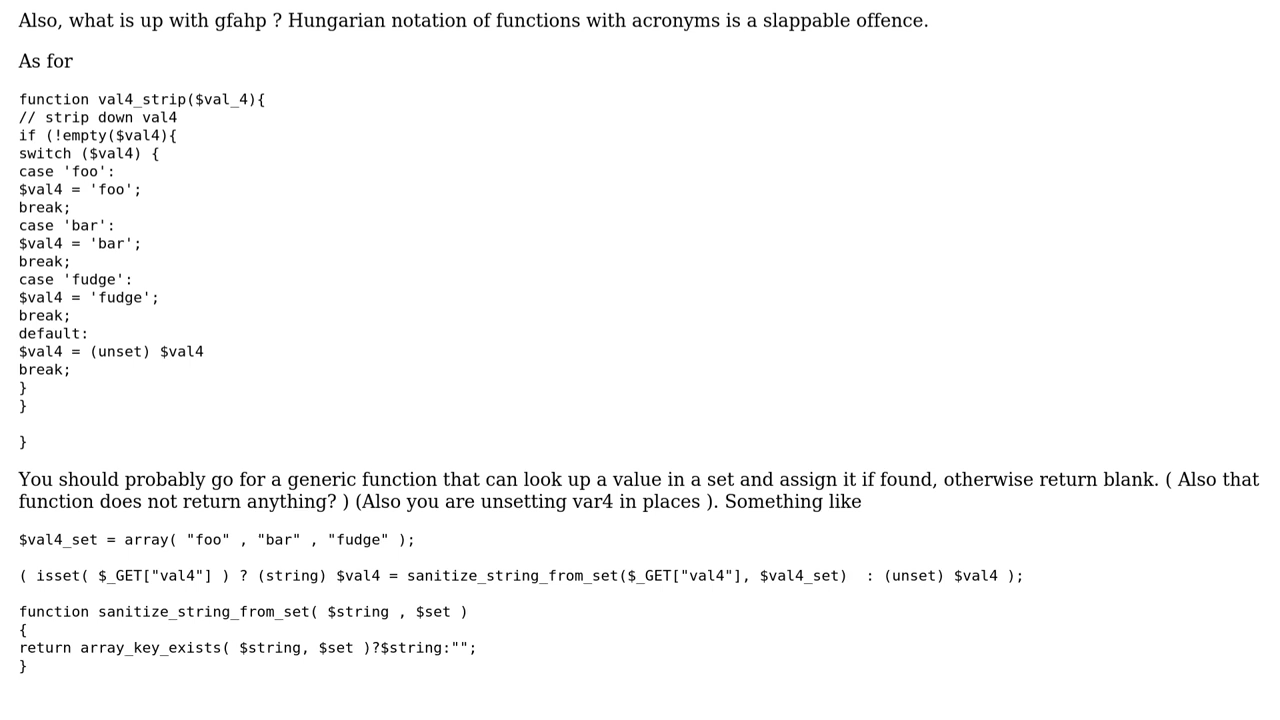 Also, what is up with gfahp ? Hungarian notation of functions with acronyms is a slappable offence.
As for
function val4_strip($val_4){
// strip down val4
if (!empty($val4){
switch ($val4) {
case 'foo':
$val4 = 'foo';
break;
case 'bar':
$val4 = 'bar';
break;
case 'fudge':
$val4 = 'fudge';
break;
default:
$val4 = (unset) $val4
break;
}
}
}
You should probably go for a generic function that can look up a value in a set and assign it if found, otherwise return blank. ( Also that
function does not return anything? ) (Also you are unsetting var4 in places ). Something like
$val4_set = array( "foo" , "bar" , "fudge" );
( isset( $_GET["val4"] ) ? (string) $val4 = sanitize_string_from_set($_GET["val4"], $val4_set)  : (unset) $val4 );
function sanitize_string_from_set( $string , $set )
{
return array_key_exists( $string, $set )?$string:"";
}